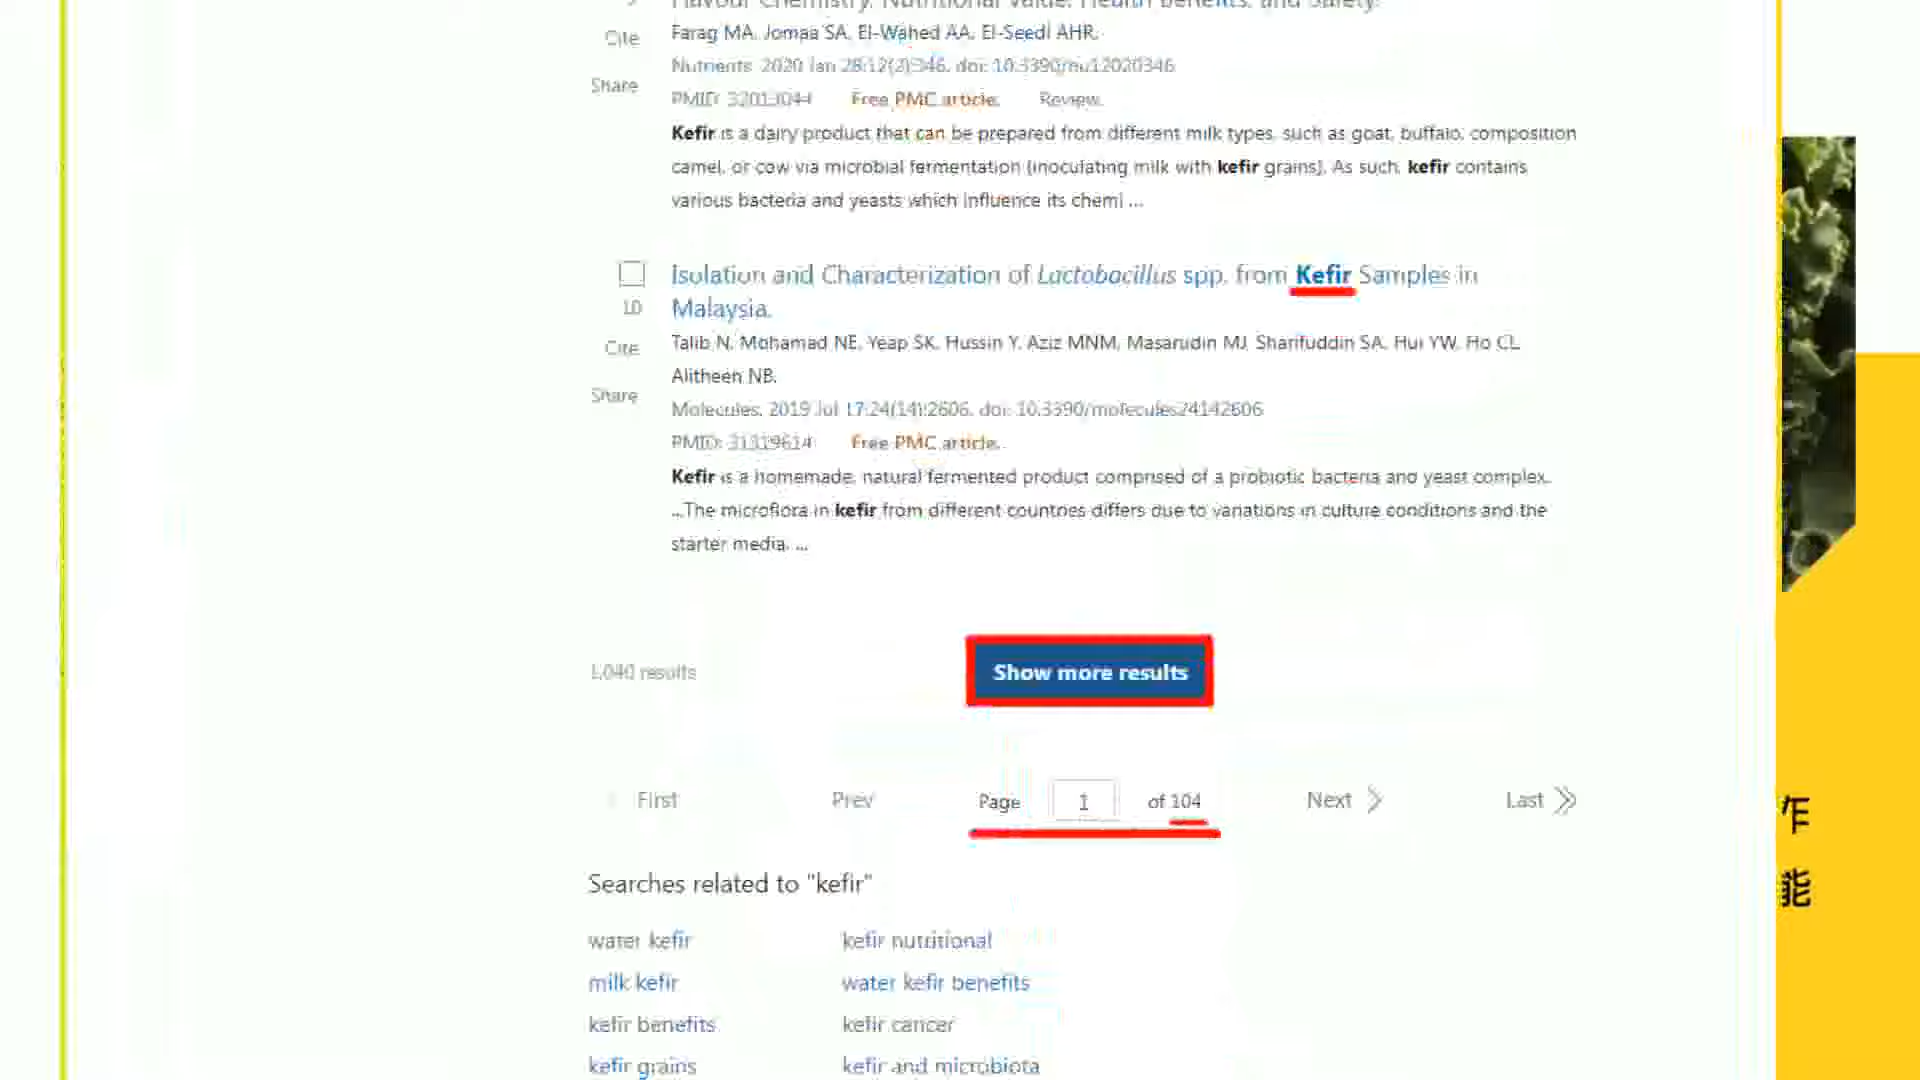 Flavour Chemistry, Nutritional Value, Health Benefits, and Safety.
Cite
Farag MA, Jomaa SA, El-Wahed AA, El-Seedi AHR.
Nutrients. 2020 Jan 28;12(2):346. doi: 10.3390/nu12020346.
Share
PMID: 32013044 Free PMC article. Review.
Kefir is a dairy product that can be prepared from different milk types, such as goat, buffalo, composition
camel, or cow via microbial fermentation (inoculating milk with kefir grains). As such, kefir contains
various bacteria and yeasts which influence its chemi ...
Isolation and Characterization of Lactobacillus spp. from Kefir Samples in
Malaysia.
10
Cite
Talib N, Mohamad NE, Yeap SK, Hussin Y, Aziz MNM, Masarudin MJ, Sharifuddin SA, Hui YW, Ho CL,
Alitheen NB.
Share
Molecules. 2019 Jul 17;24(14):2606. doi: 10.3390/molecules24142606.
PMID: 31319614 Free PMC article.
Kefir is a homemade, natural fermented product comprised of a probiotic bacteria and yeast complex.
...The microflora in kefir from different countries differs due to variations in culture conditions and the
starter media. ...
1,040 results
Show more results
First Prev Page 1 of 104 Next Last
Searches related to "kefir"
water kefir kefir nutritional
milk kefir water kefir benefits
kefir benefits kefir cancer
kefir grains kefir and microbiota
乍
能